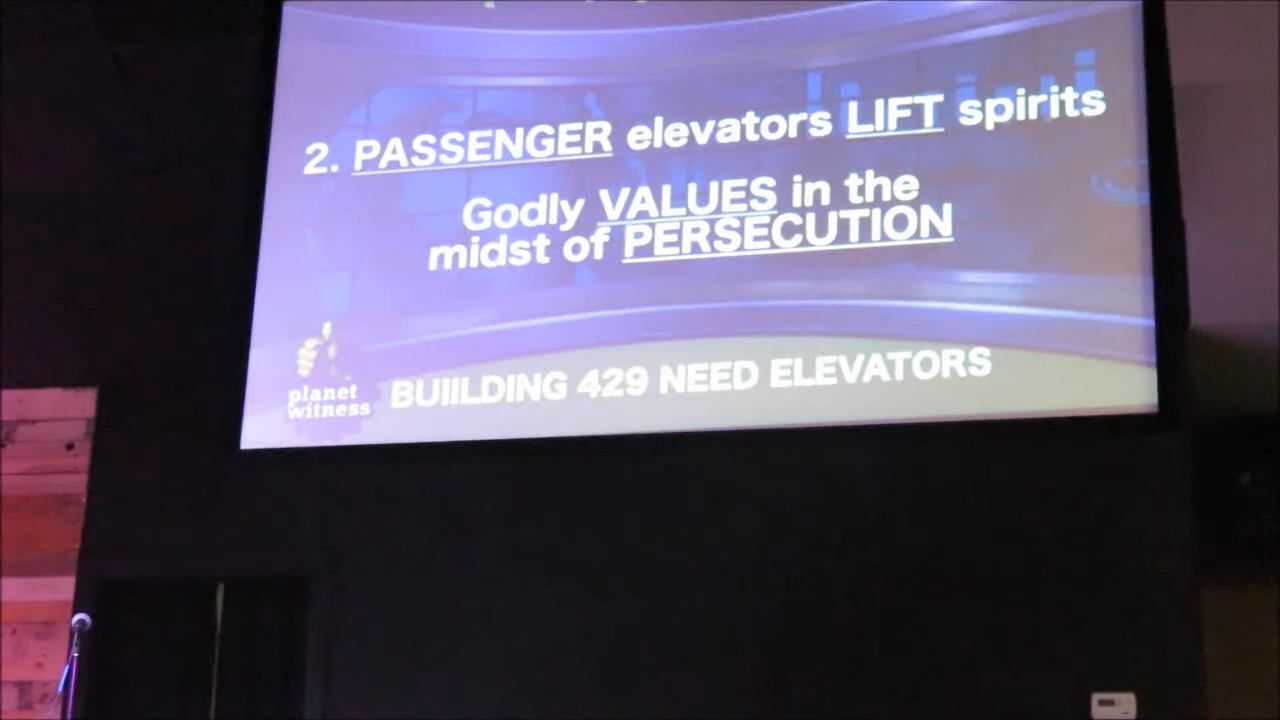 2. PASSENGER elevators LIFT spirits
Godly VALUES in the
midst of PERSECUTION
planet
witness
BUIILDING 429 NEED ELEVATORS